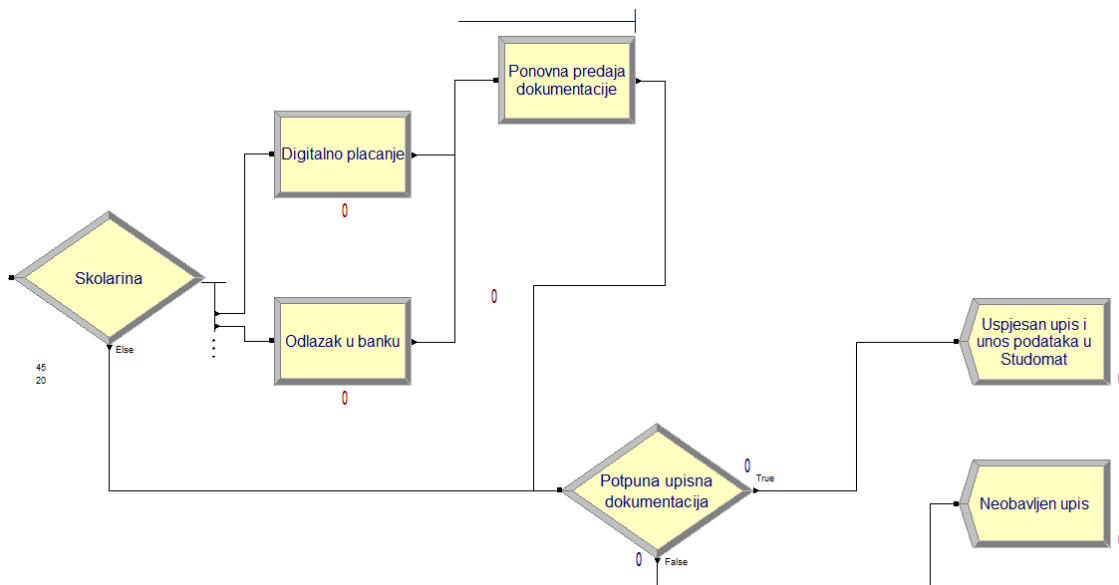 Ponovna predaja
dokumentacije
Digitalno placanje
0
Skolarina
Else
45
20
Odlazak u banku
0
0
Uspjesan upis i
unos podataka u
Studomat
Potpuna upisna
dokumentacija
0
True
0
False
Neobavljen upis